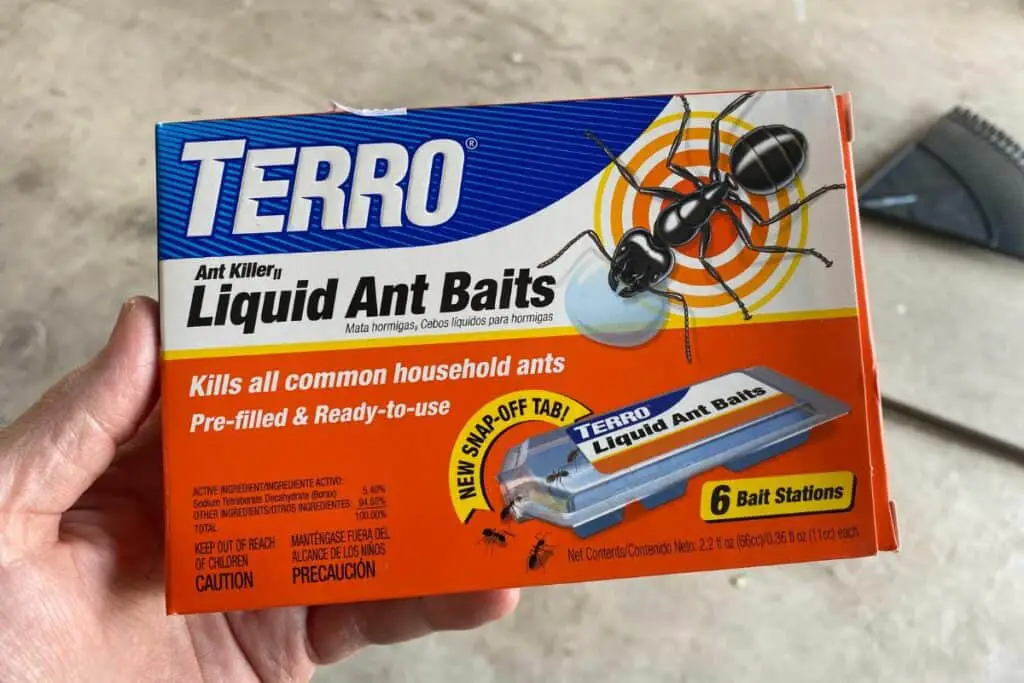 TERRO®
Ant Killer II
Liquid Ant Baits
Mata hormigas, Cebos líquidos para hormigas
Kills all common household ants
Pre-filled & Ready-to-use
NEW SNAP-OFF TAB!
TERRO
Liquid Ant Baits
6 Bait Stations
ACTIVE INGREDIENT/INGREDIENTE ACTIVO:
Sodium Tetraborate Decahydrate (Borax) 5.40%
OTHER INGREDIENTS/OTROS INGREDIENTES: 94.60%
TOTAL 100.00%
KEEP OUT OF REACH
OF CHILDREN
CAUTION
MANTÉNGASE FUERA DEL
ALCANCE DE LOS NIÑOS
PRECAUCIÓN
Net Contents/Contenido Neto: 2.2 fl oz (66cc)/0.36 fl oz (11cc) each